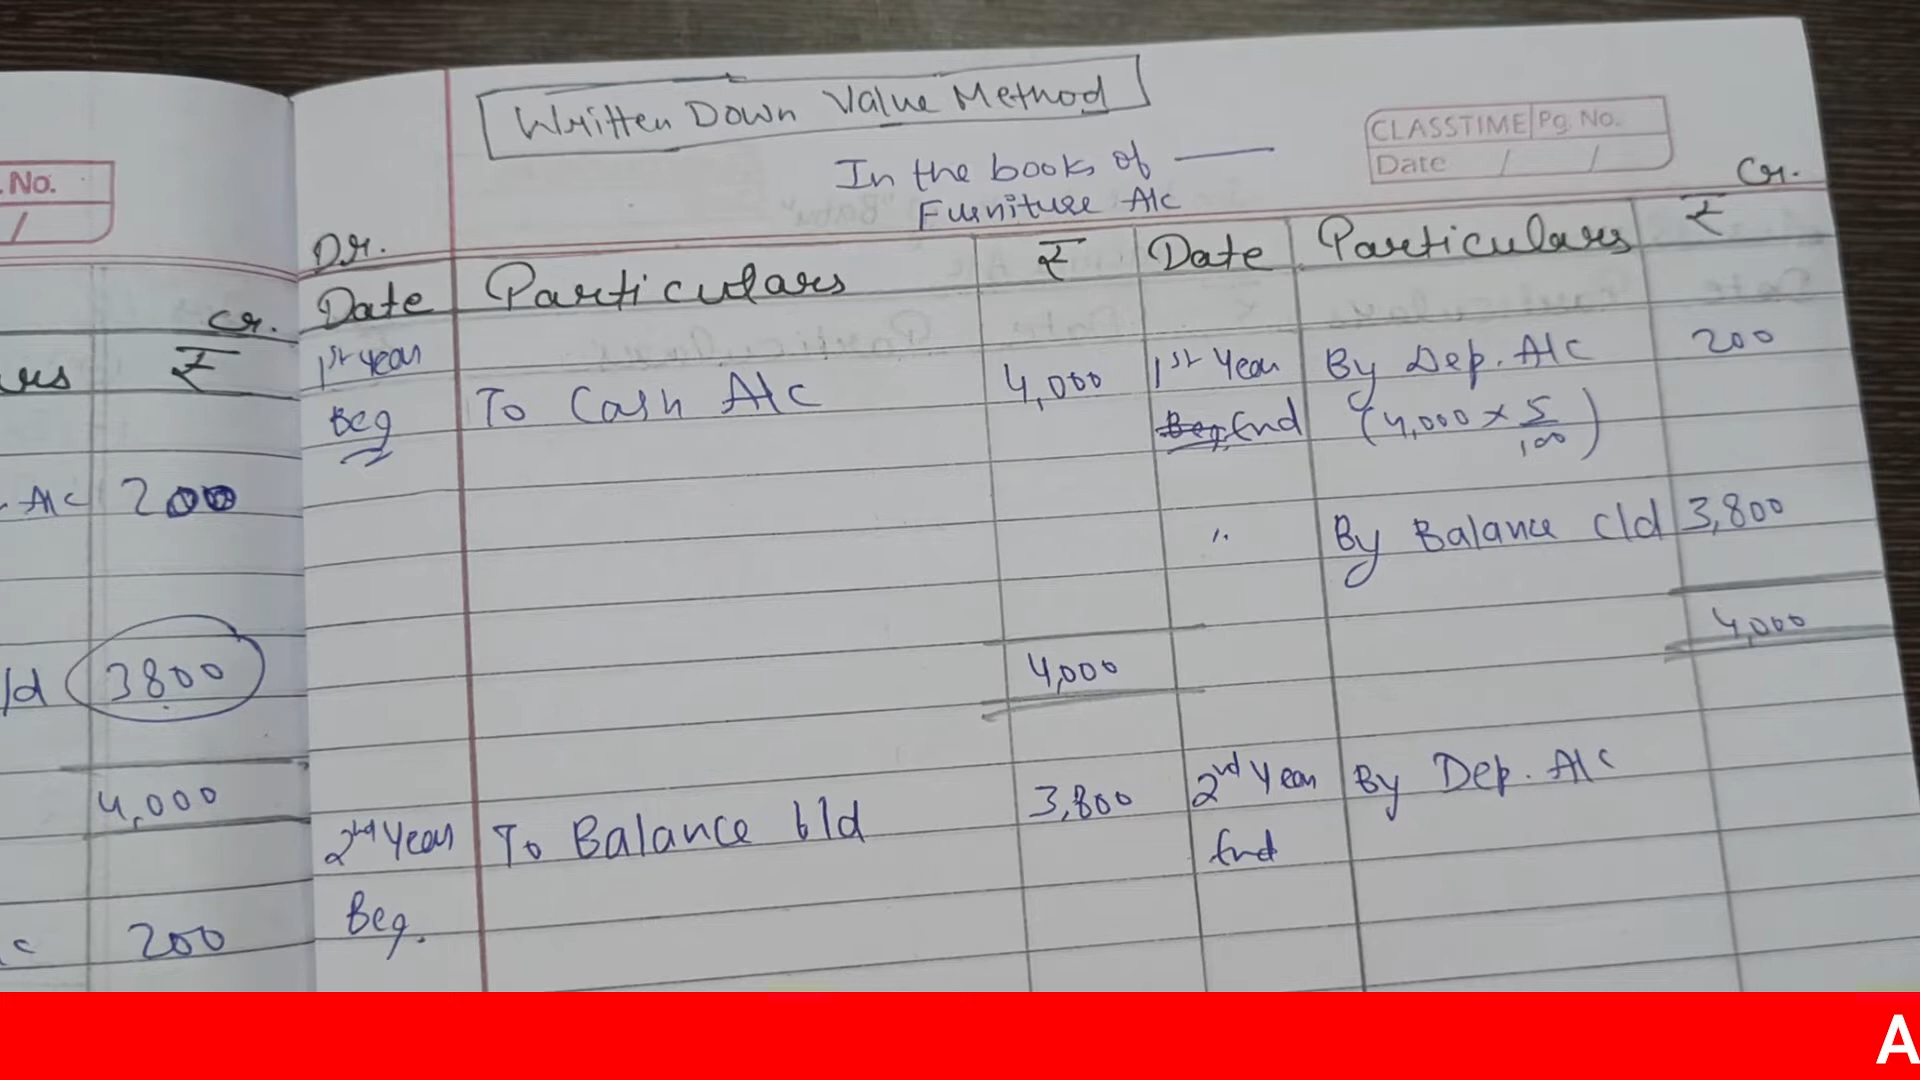 No.
/
cr.
₹
200
A/c
3800
4,000
200
Written Down Value Method
In the books of
Furniture A/c
CLASSTIME Pg. No.
Date / /
Dr.
Cr.
Date Particulars ₹ Date Particulars ₹
1st year To Cash A/c 4,000 1st Year By Dep. A/c 200
Beg End (4,000 × 5/100)
" By Balance c/d 3,800
4,000 4,000
2nd Year To Balance b/d 3,800 2nd Year By Dep. A/c
Beg. End
A